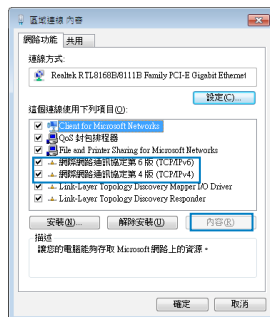 區域連線 內容
網路功能 共用
連線方式:
Realtek RTL8168B/8111B Family PCI-E Gigabit Ethernet
設定(C)...
這個連線使用下列項目(O):
Client for Microsoft Networks
QoS 封包排程器
File and Printer Sharing for Microsoft Networks
網際網路通訊協定第 6 版 (TCP/IPv6)
網際網路通訊協定第 4 版 (TCP/IPv4)
Link-Layer Topology Discovery Mapper I/O Driver
Link-Layer Topology Discovery Responder
安裝(N)... 解除安裝(U) 內容(R)
描述
讓您的電腦能夠存取 Microsoft 網路上的資源。
確定 取消